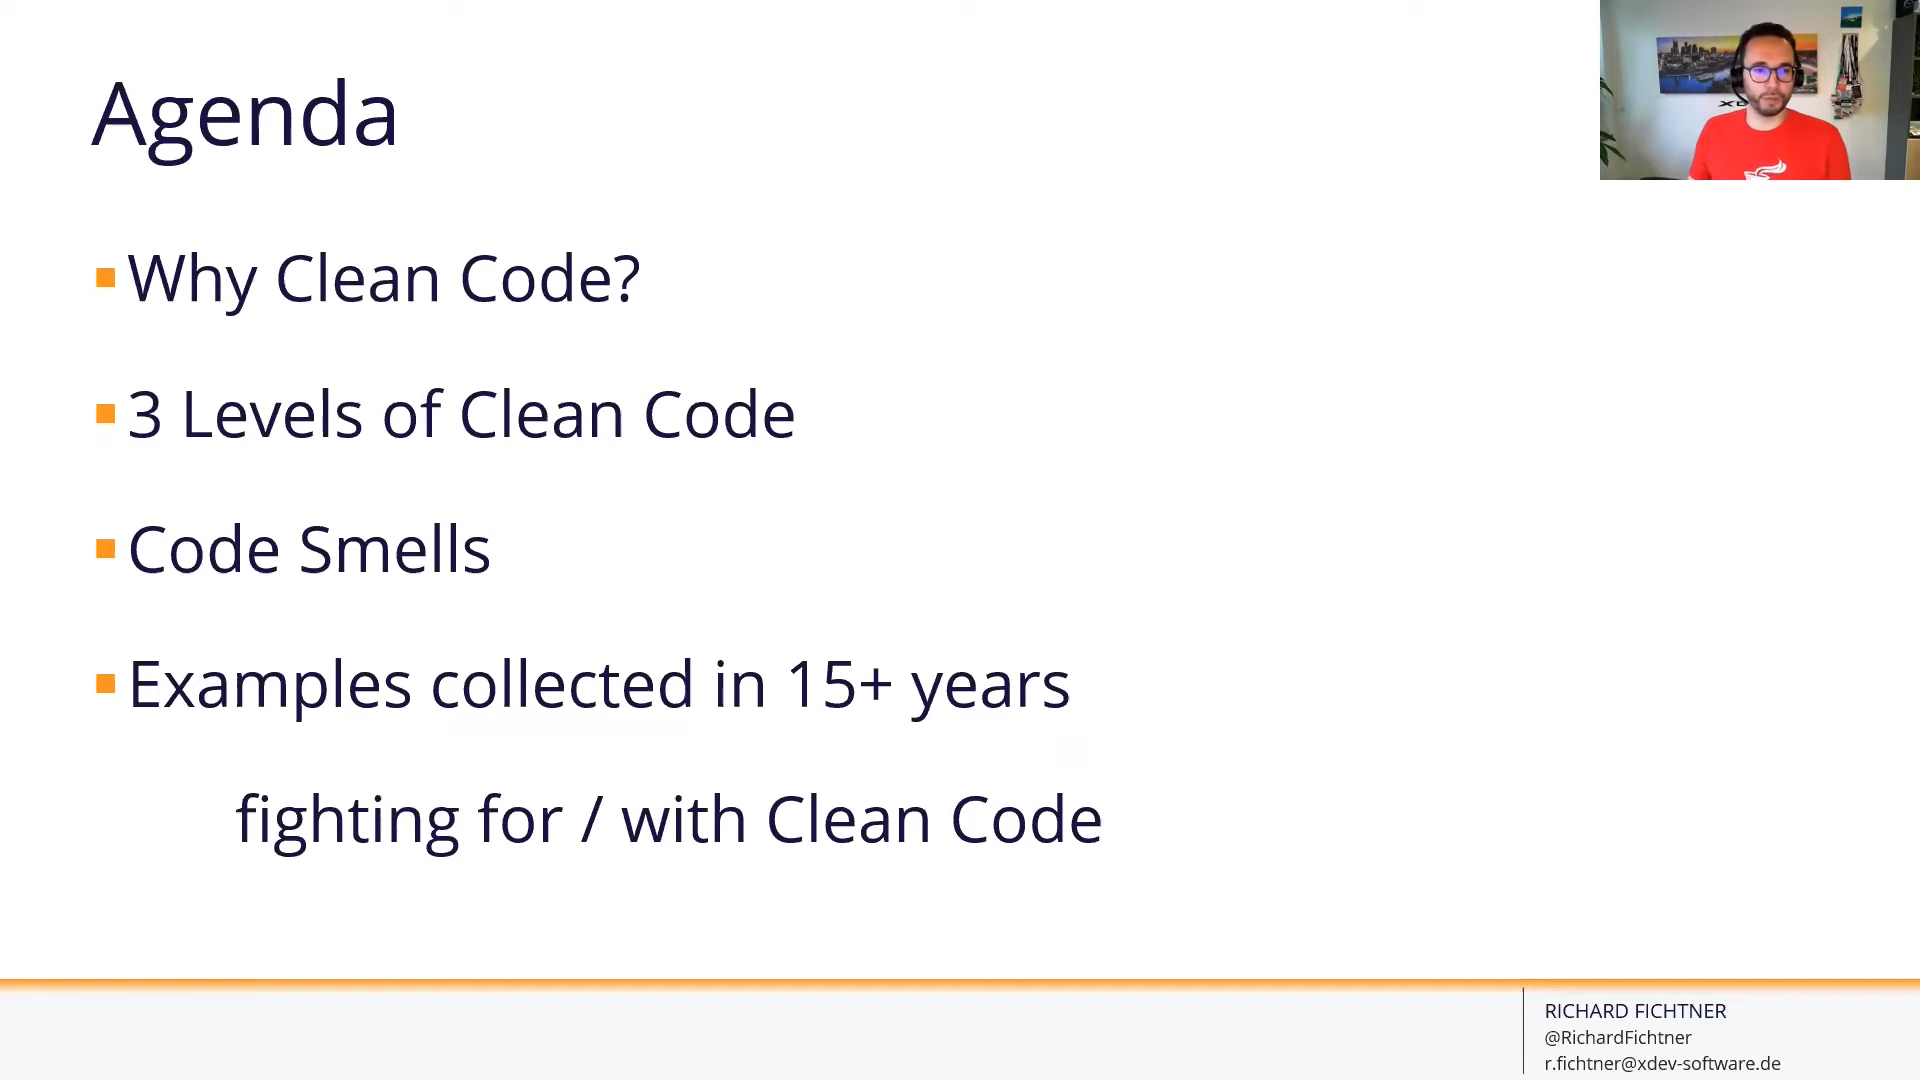 Agenda
Why Clean Code?
3 Levels of Clean Code
Code Smells
Examples collected in 15+ years
fighting for / with Clean Code
RICHARD FICHTNER
@RichardFichtner
r.fichtner@xdev-software.de